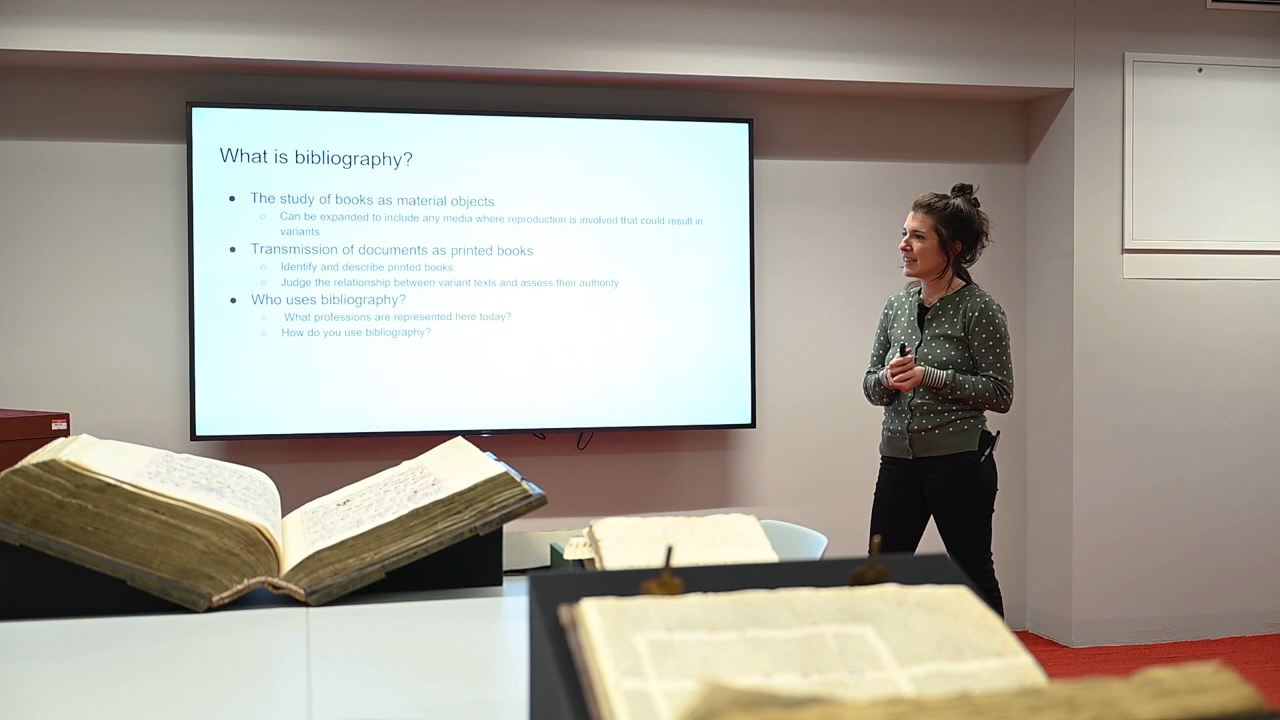 What is bibliography?
● The study of books as material objects
○ Can be expanded to include any media where reproduction is involved that could result in
variants
● Transmission of documents as printed books
○ Identify and describe printed books
○ Judge the relationship between variant texts and assess their authority
● Who uses bibliography?
○ What professions are represented here today?
○ How do you use bibliography?